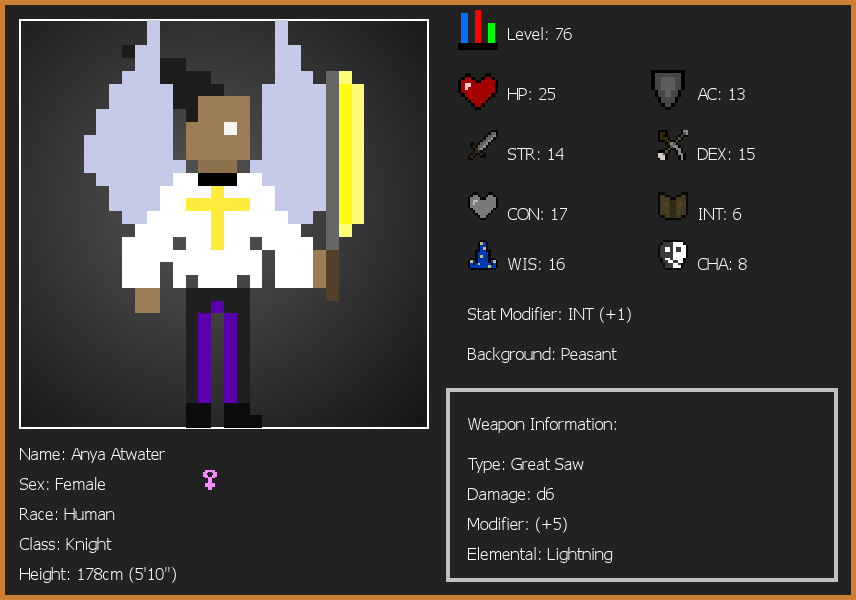 Level: 76
HP: 25
AC: 13
STR: 14
DEX: 15
CON: 17
INT: 6
WIS: 16
CHA: 8
Stat Modifier: INT (+1)
Background: Peasant
Weapon Information:
Type: Great Saw
Damage: d6
Modifier: (+5)
Elemental: Lightning
Name: Anya Atwater
Sex: Female
Race: Human
Class: Knight
Height: 178cm (5'10")